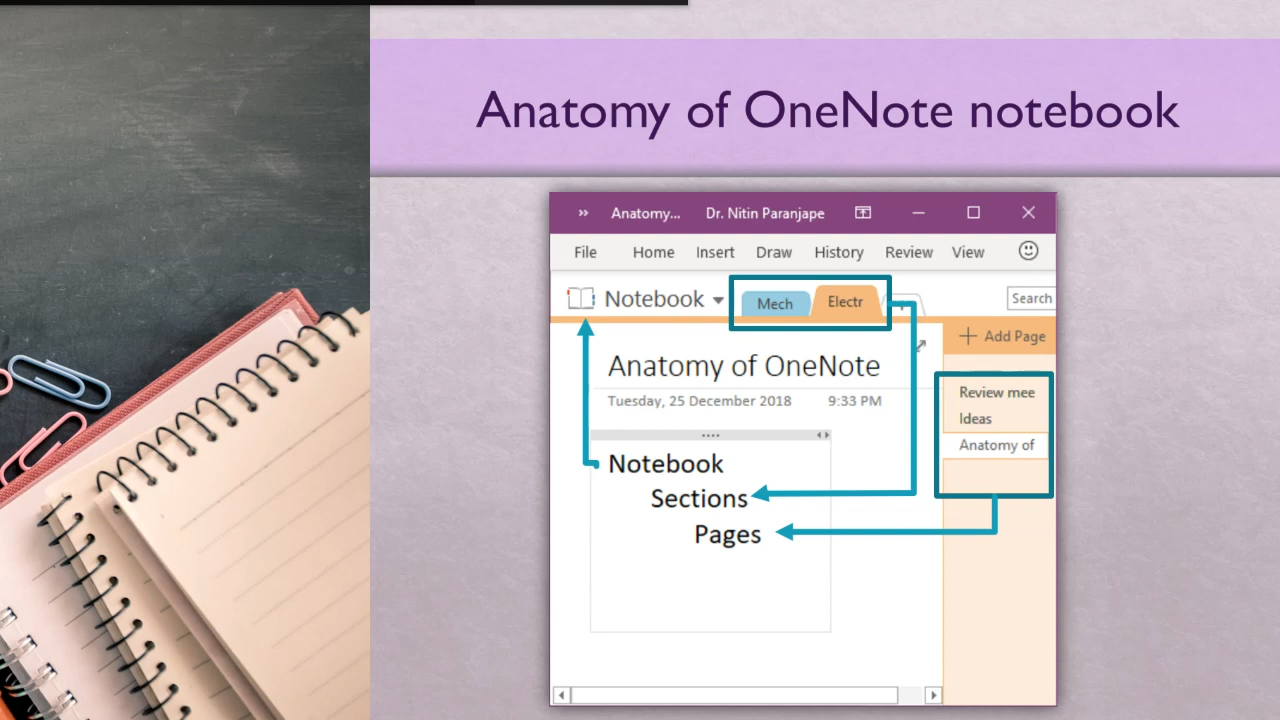 Anatomy of OneNote notebook
» Anatomy... Dr. Nitin Paranjape
File Home Insert Draw History Review View
Notebook Mech Electr Search
+ Add Page
Anatomy of OneNote
Tuesday, 25 December 2018 9:33 PM
Review mee
Ideas
Anatomy of
Notebook
Sections
Pages